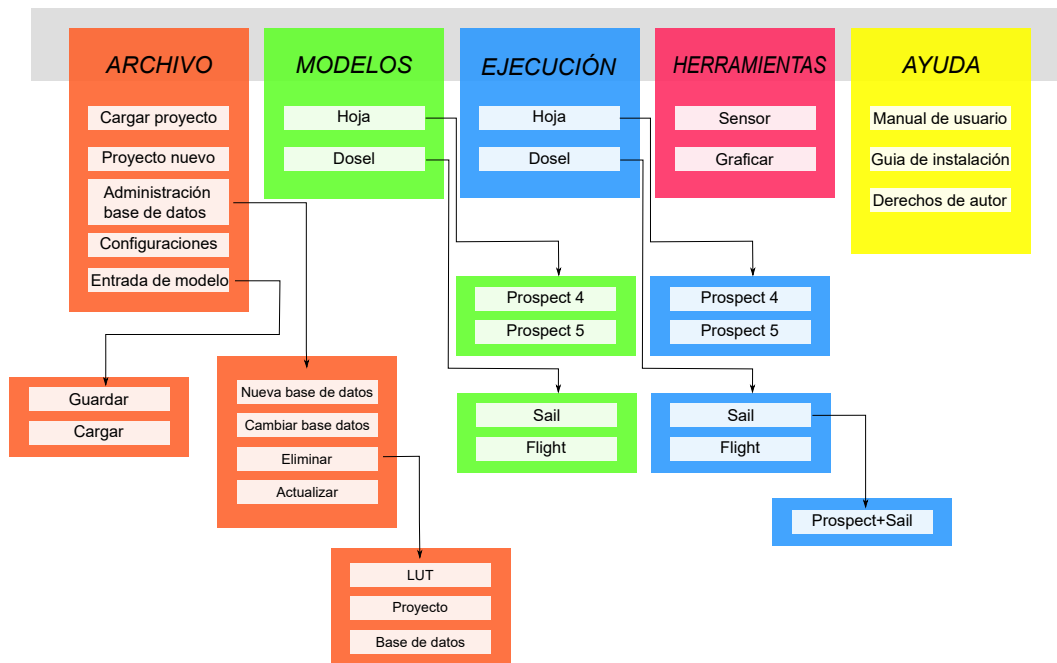 ARCHIVO
MODELOS
EJECUCIÓN
HERRAMIENTAS
AYUDA
Cargar proyecto
Proyecto nuevo
Administración
base de datos
Configuraciones
Entrada de modelo
Hoja
Dosel
Hoja
Dosel
Sensor
Graficar
Manual de usuario
Guia de instalación
Derechos de autor
Prospect 4
Prospect 5
Prospect 4
Prospect 5
Guardar
Cargar
Nueva base de datos
Cambiar base datos
Eliminar
Actualizar
Sail
Flight
Sail
Flight
Prospect+Sail
LUT
Proyecto
Base de datos